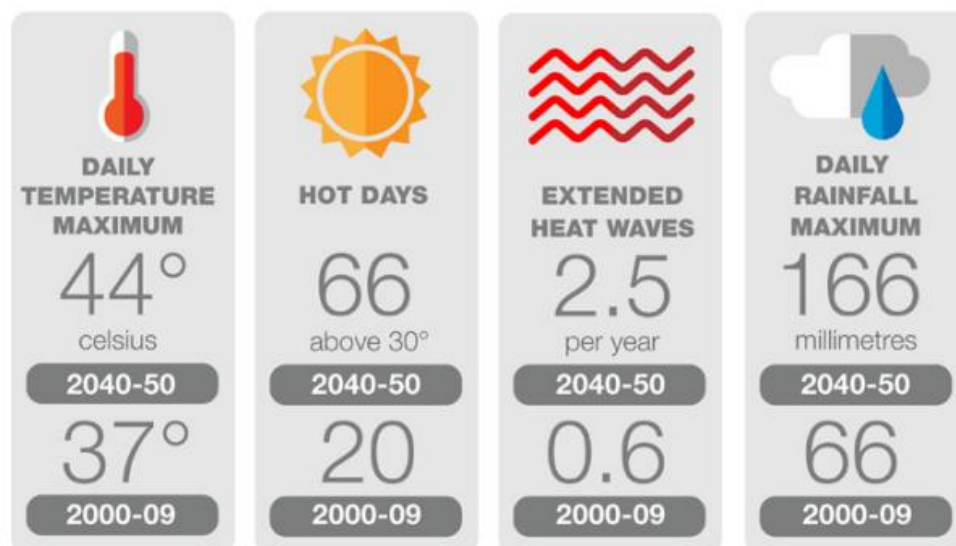 DAILY
TEMPERATURE
MAXIMUM
44°
celsius
2040-50
37°
2000-09
HOT DAYS
66
above 30°
2040-50
20
2000-09
EXTENDED
HEAT WAVES
2.5
per year
2040-50
0.6
2000-09
DAILY
RAINFALL
MAXIMUM
166
millimetres
2040-50
66
2000-09